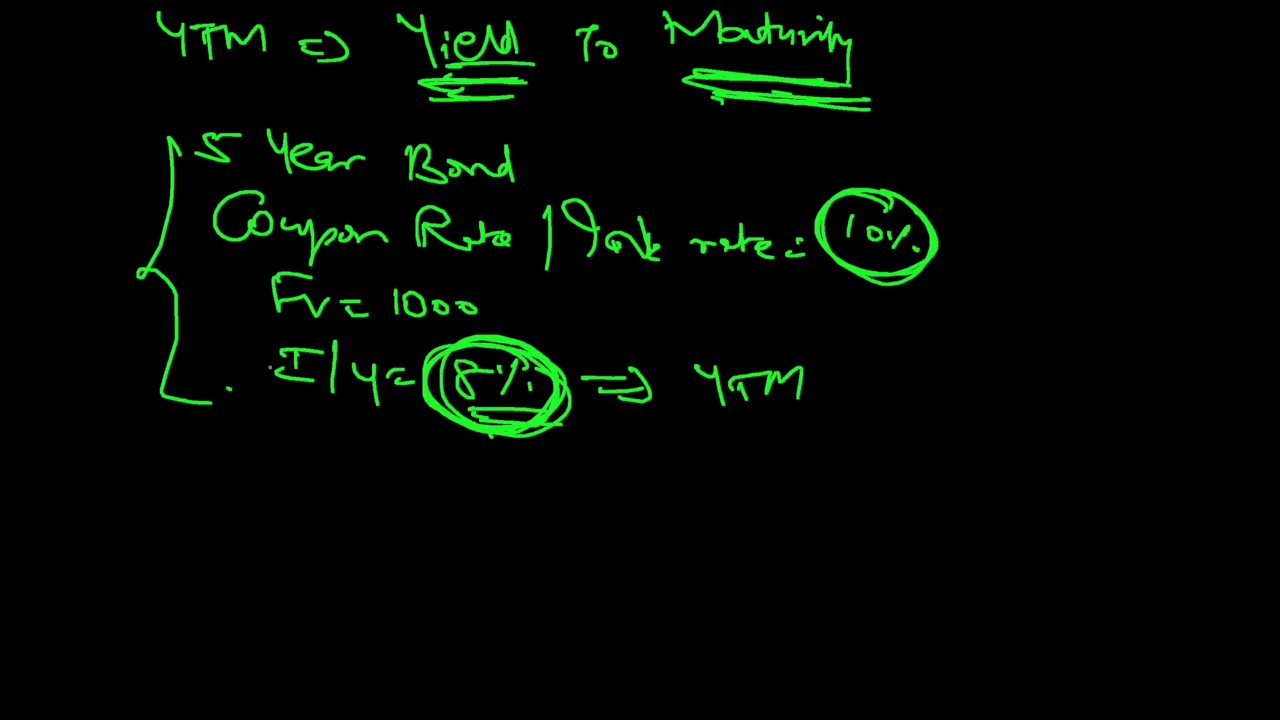 YTM ⇒ Yield To Maturity
5 Year Bond
Coupon Rate | rate:  10%
FV = 1000
I/Y = 8% ⇒ YTM